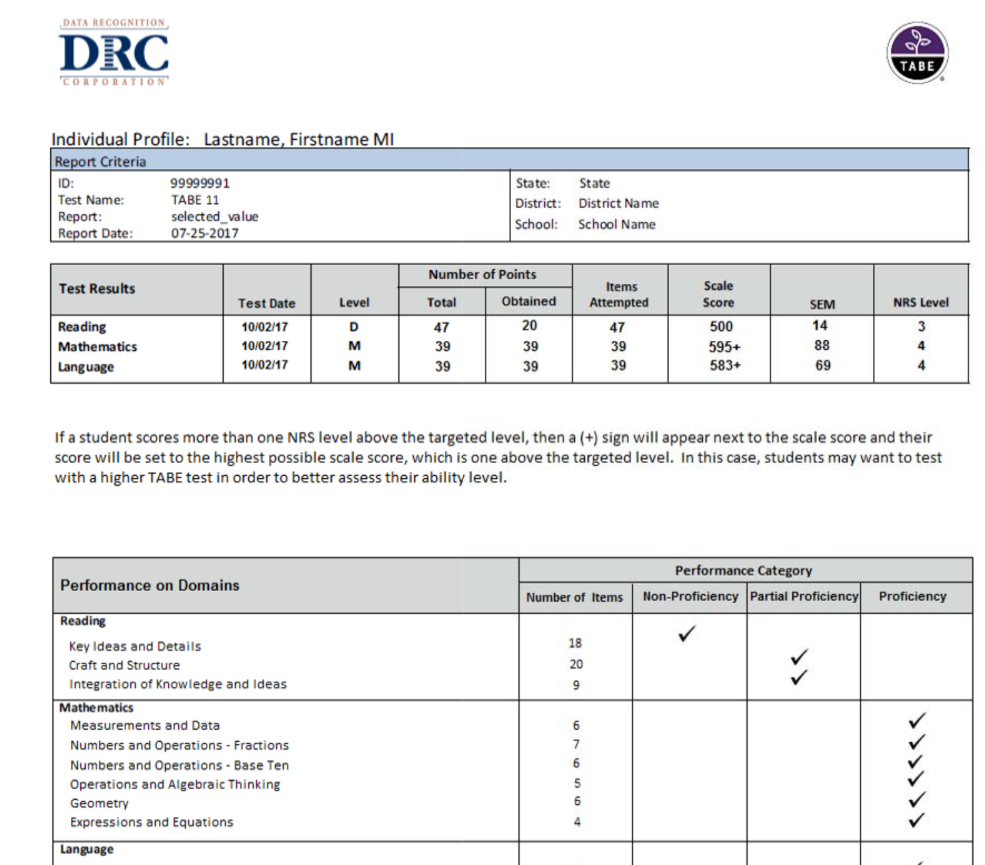 DATA RECOGNITION
DRC
CORPORATION
TABE
Individual Profile: Lastname, Firstname MI
Report Criteria
ID: 99999991 State: State
Test Name: TABE 11 District: District Name
Report: selected_value School: School Name
Report Date: 07-25-2017
Test Results Test Date Level Number of Points Total Obtained Items Attempted Scale Score SEM NRS Level
Reading 10/02/17 D 47 20 47 500 14 3
Mathematics 10/02/17 M 39 39 39 595+ 88 4
Language 10/02/17 M 39 39 39 583+ 69 4
If a student scores more than one NRS level above the targeted level, then a (+) sign will appear next to the scale score and their
score will be set to the highest possible scale score, which is one above the targeted level. In this case, students may want to test
with a higher TABE test in order to better assess their ability level.
Performance on Domains Performance Category
Number of Items Non-Proficiency Partial Proficiency Proficiency
Reading
Key Ideas and Details 18 ✓
Craft and Structure 20 ✓
Integration of Knowledge and Ideas 9 ✓
Mathematics
Measurements and Data 6 ✓
Numbers and Operations - Fractions 7 ✓
Numbers and Operations - Base Ten 6 ✓
Operations and Algebraic Thinking 5 ✓
Geometry 6 ✓
Expressions and Equations 4 ✓
Language